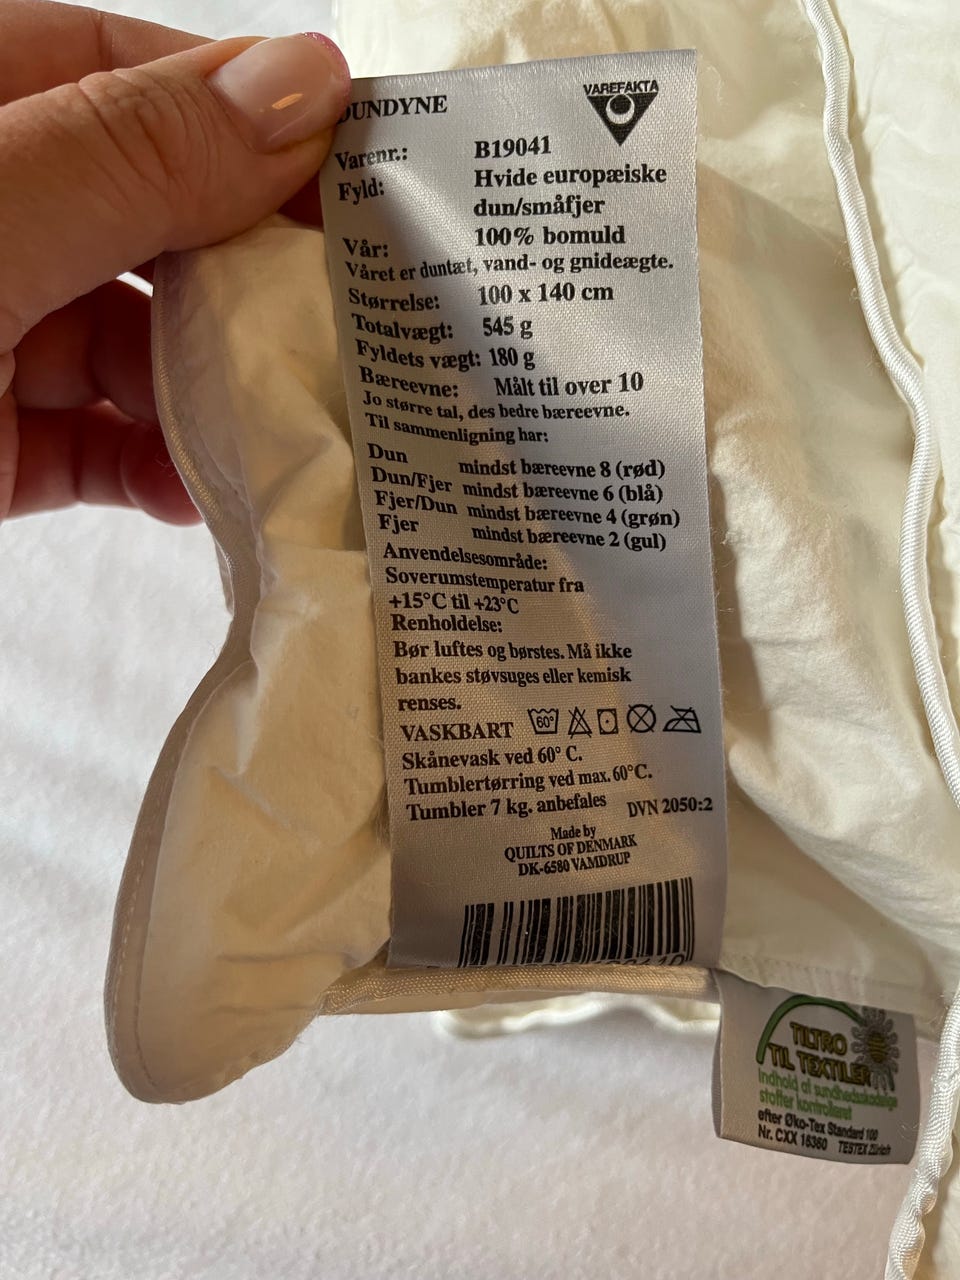 DUNDYNE
VAREFAKTA
Varenr.: B19041
Fyld: Hvide europæiske
dun/småfjer
Vår: 100% bomuld
Våret er duntæt, vand- og gnideægte.
Størrelse: 100 x 140 cm
Totalvægt: 545 g
Fyldets vægt: 180 g
Bæreevne: Målt til over 10
Jo større tal, des bedre bæreevne.
Til sammenligning har:
Dun mindst bæreevne 8 (rød)
Dun/Fjer mindst bæreevne 6 (blå)
Fjer/Dun mindst bæreevne 4 (grøn)
Fjer mindst bæreevne 2 (gul)
Anvendelsesområde:
Soverumstemperatur fra
+15°C til +23°C
Renholdelse:
Bør luftes og børstes. Må ikke
bankes støvsuges eller kemisk
renses.
VASKBART 60°
Skånevask ved 60° C.
Tumblertørring ved max. 60°C.
Tumbler 7 kg. anbefales DVN 2050:2
Made by
QUILTS OF DENMARK
DK-6580 VAMDRUP
TILTRO
TIL TEXTILER
Indhold af sundhedsskadelige
stoffer kontrolleret
efter Øko-Tex Standard 100
Nr. CXX 16360 TESTEX Zürich